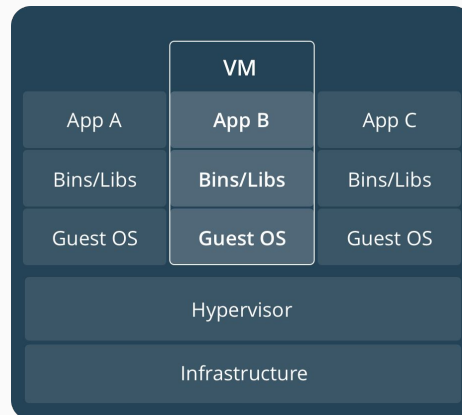 VM
App A App B App C
Bins/Libs Bins/Libs Bins/Libs
Guest OS Guest OS Guest OS
Hypervisor
Infrastructure